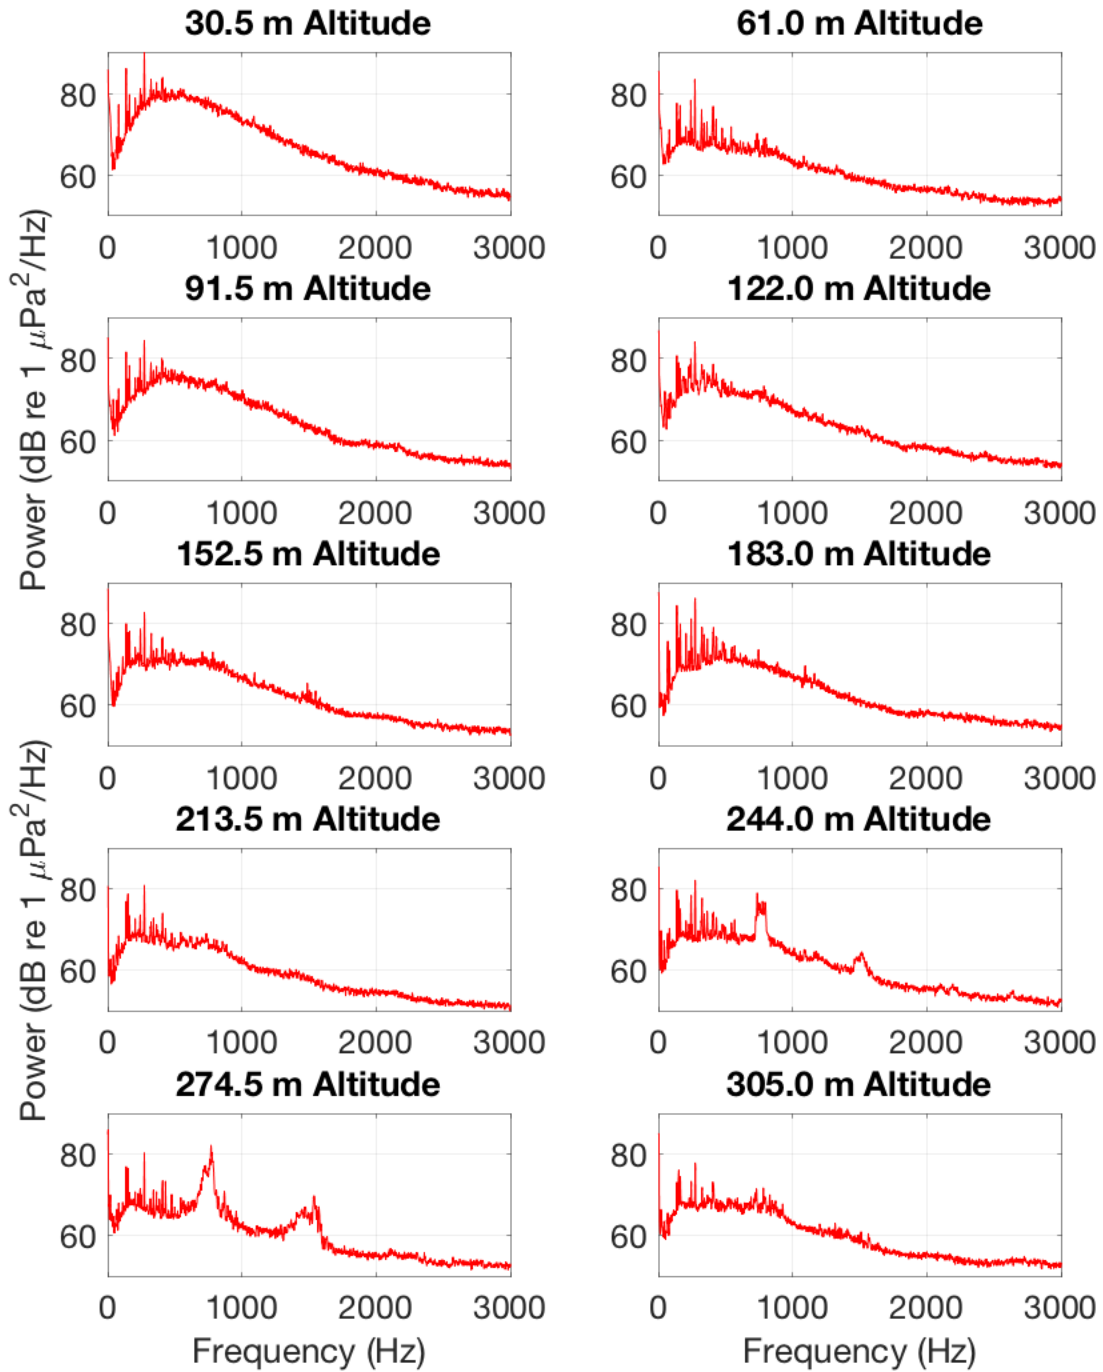 30.5 m Altitude
61.0 m Altitude
80
60
0 1000 2000 3000
80
60
0 1000 2000 3000
91.5 m Altitude
122.0 m Altitude
80
60
0 1000 2000 3000
80
60
0 1000 2000 3000
Power (dB re 1 μPa²/Hz)
152.5 m Altitude
183.0 m Altitude
80
60
0 1000 2000 3000
80
60
0 1000 2000 3000
213.5 m Altitude
244.0 m Altitude
80
60
0 1000 2000 3000
80
60
0 1000 2000 3000
Power (dB re 1 μPa²/Hz)
274.5 m Altitude
305.0 m Altitude
80
60
0 1000 2000 3000
80
60
0 1000 2000 3000
Frequency (Hz)
Frequency (Hz)